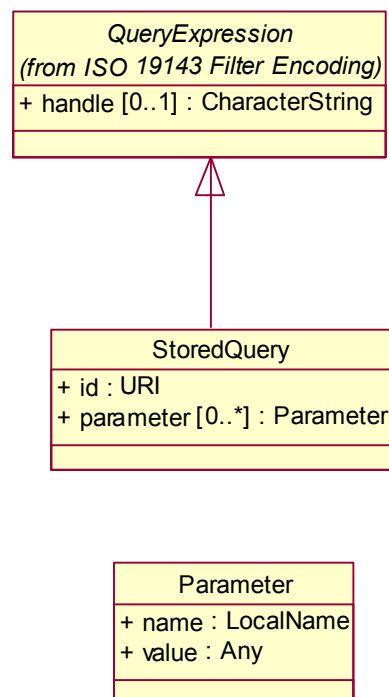 QueryExpression
(from ISO 19143 Filter Encoding)
+ handle [0..1] : CharacterString
StoredQuery
+ id : URI
+ parameter [0..*] : Parameter
Parameter
+ name : LocalName
+ value : Any